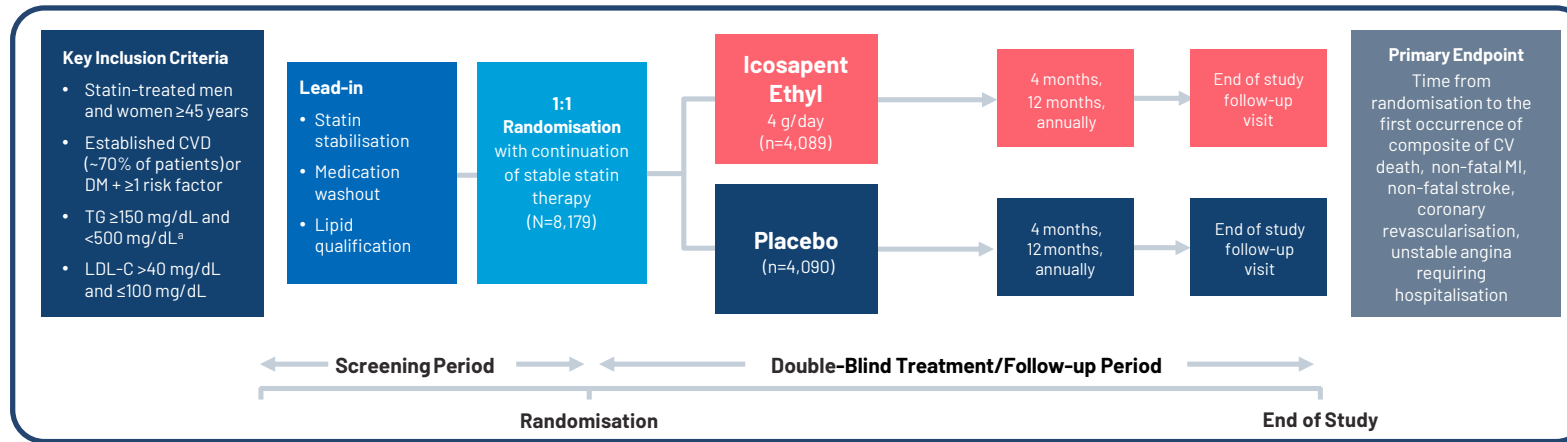 Key Inclusion Criteria
• Statin-treated men
and women ≥45 years
• Established CVD
(~70% of patients) or
DM + ≥1 risk factor
• TG ≥150 mg/dL and
<500 mg/dLᵃ
• LDL-C >40 mg/dL
and ≤100 mg/dL
Lead-in
• Statin
stabilisation
• Medication
washout
• Lipid
qualification
1:1
Randomisation
with continuation
of stable statin
therapy
(N=8,179)
Icosapent
Ethyl
4 g/day
(n=4,089)
4 months,
12 months,
annually
End of study
follow-up
visit
Placebo
(n=4,090)
4 months,
12 months,
annually
End of study
follow-up
visit
Primary Endpoint
Time from
randomisation to the
first occurrence of
composite of CV
death, non-fatal MI,
non-fatal stroke,
coronary
revascularisation,
unstable angina
requiring
hospitalisation
Screening Period
Double-Blind Treatment/Follow-up Period
Randomisation
End of Study